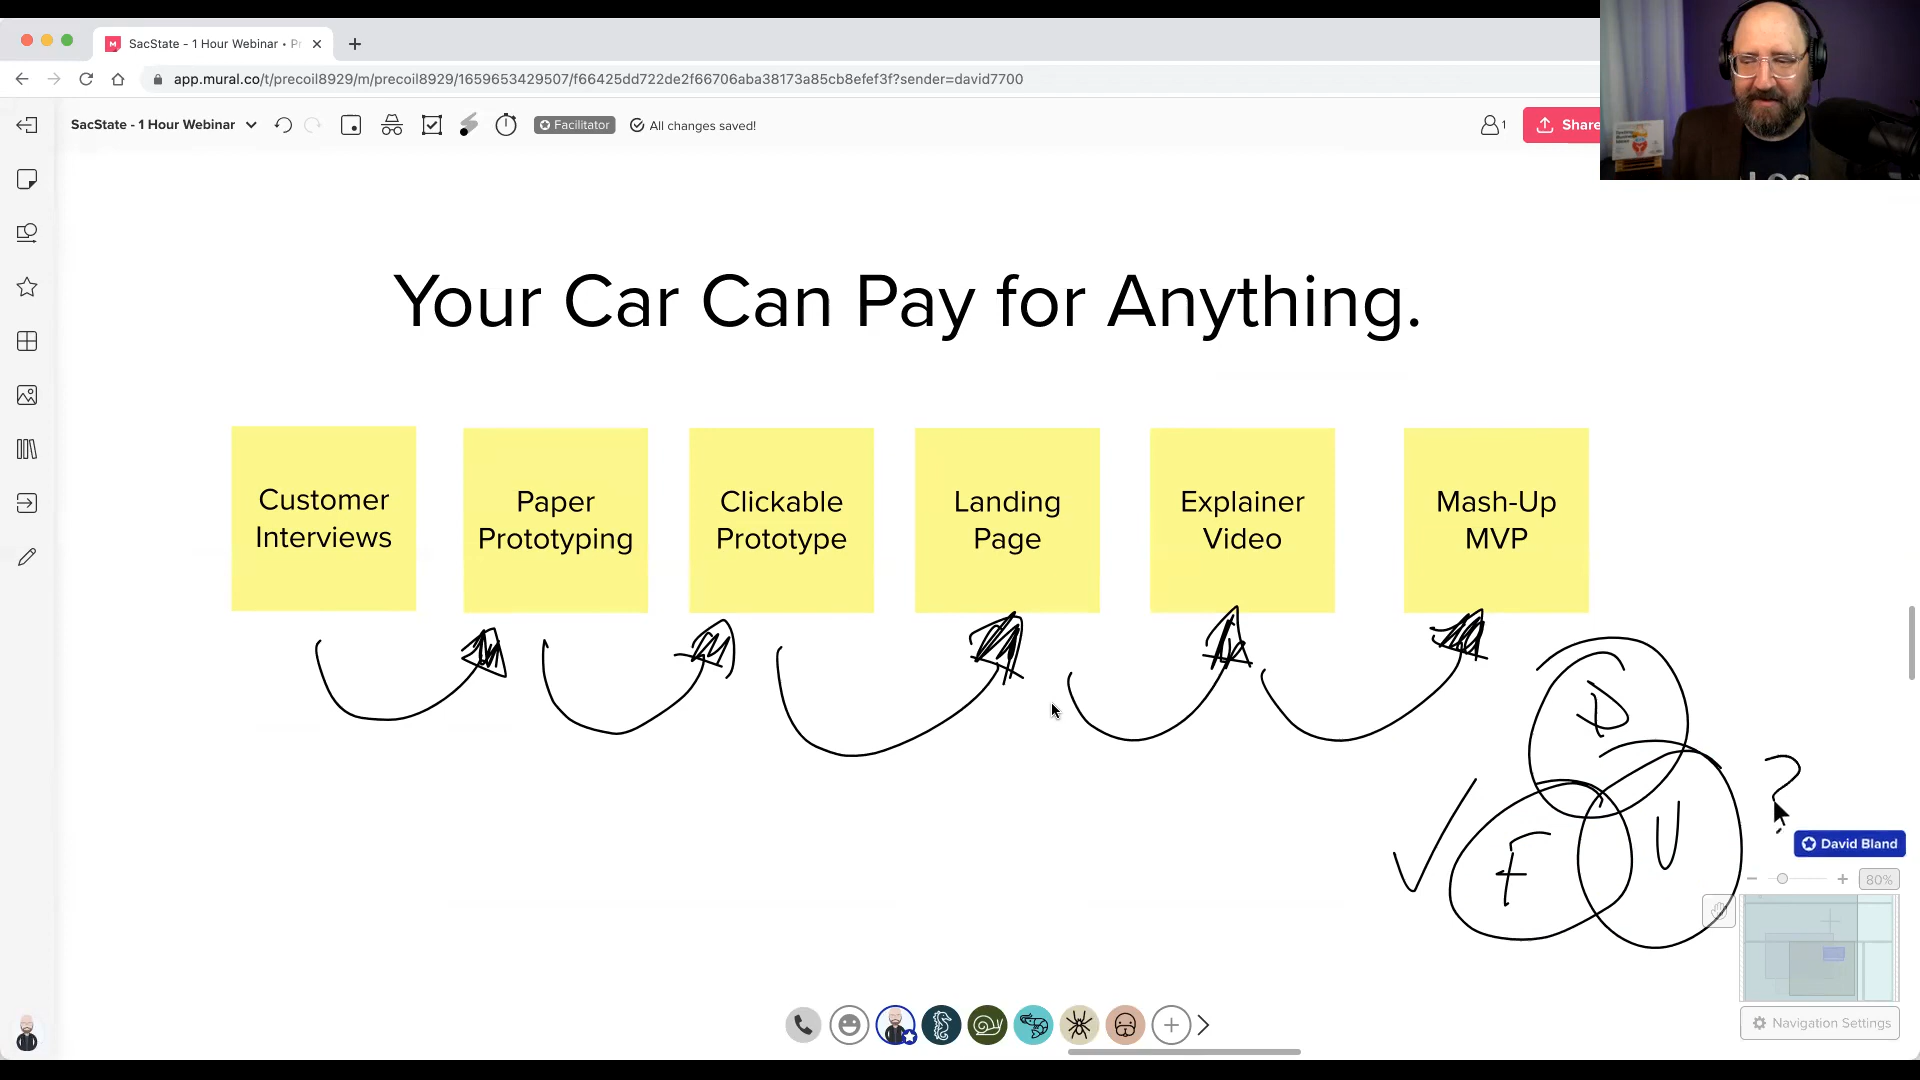 SacState - 1 Hour Webinar • Pr
app.mural.co/t/precoil8929/m/precoil8929/1659653429507/f66425dd722de2f66706aba38173a85cb8efef3f?sender=david7700
SacState - 1 Hour Webinar
Facilitator
All changes saved!
1
Share
Your Car Can Pay for Anything.
Customer
Interviews
Paper
Prototyping
Clickable
Prototype
Landing
Page
Explainer
Video
Mash-Up
MVP
D
F
V
?
David Bland
80%
Navigation Settings